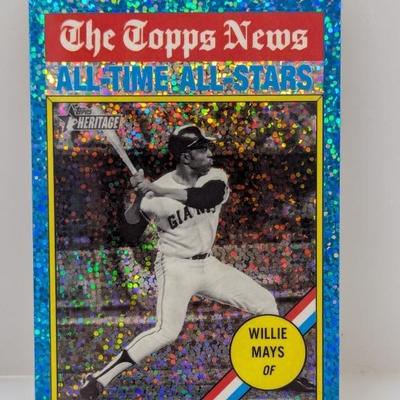 The Topps News
ALL-TIME ALL-STARS
TOPPS
HERITAGE
GIANTS
WILLIE
MAYS
OF